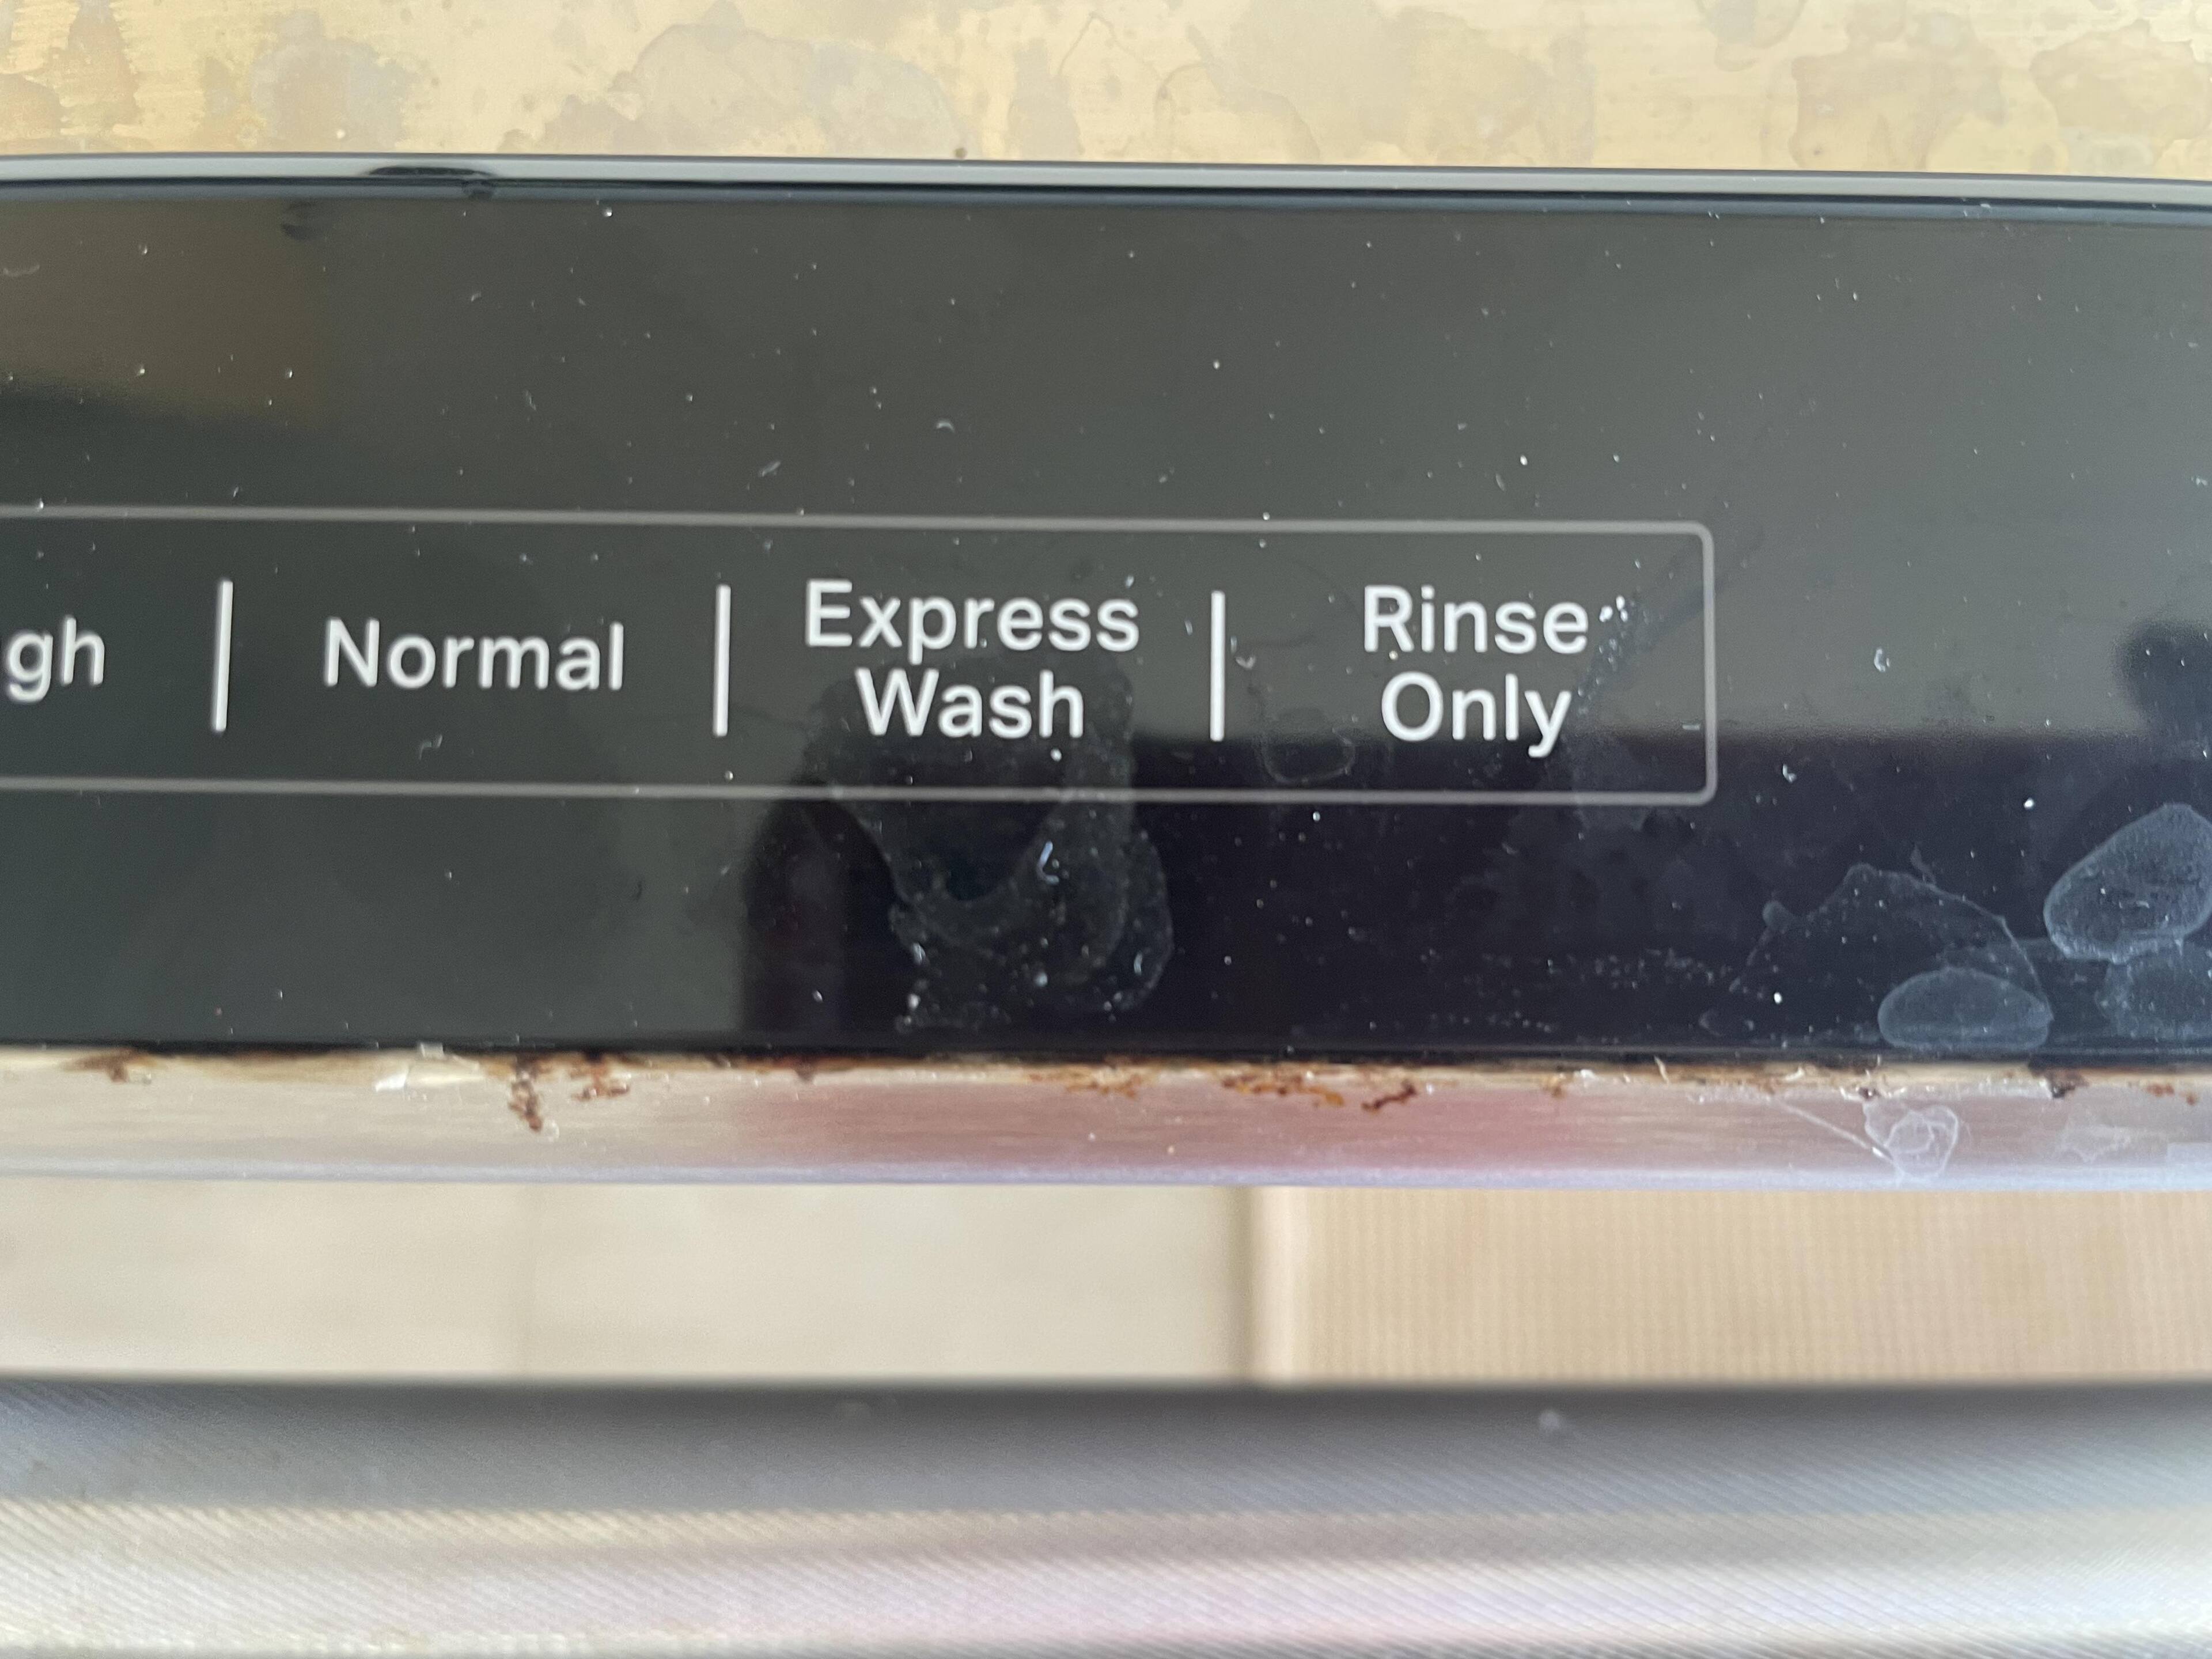 gh | Normal | Express Wash | Rinse Only